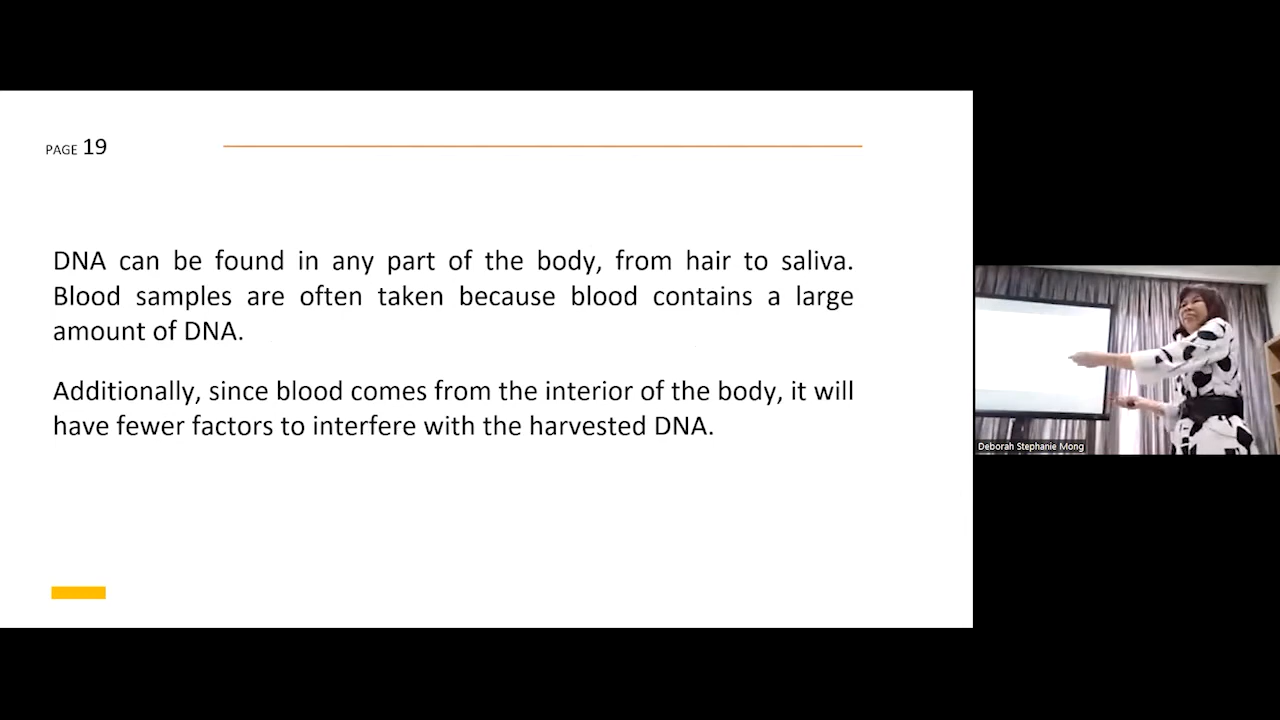 PAGE 19
DNA can be found in any part of the body, from hair to saliva.
Blood samples are often taken because blood contains a large
amount of DNA.
Additionally, since blood comes from the interior of the body, it will
have fewer factors to interfere with the harvested DNA.
Deborah Stephanie Mong